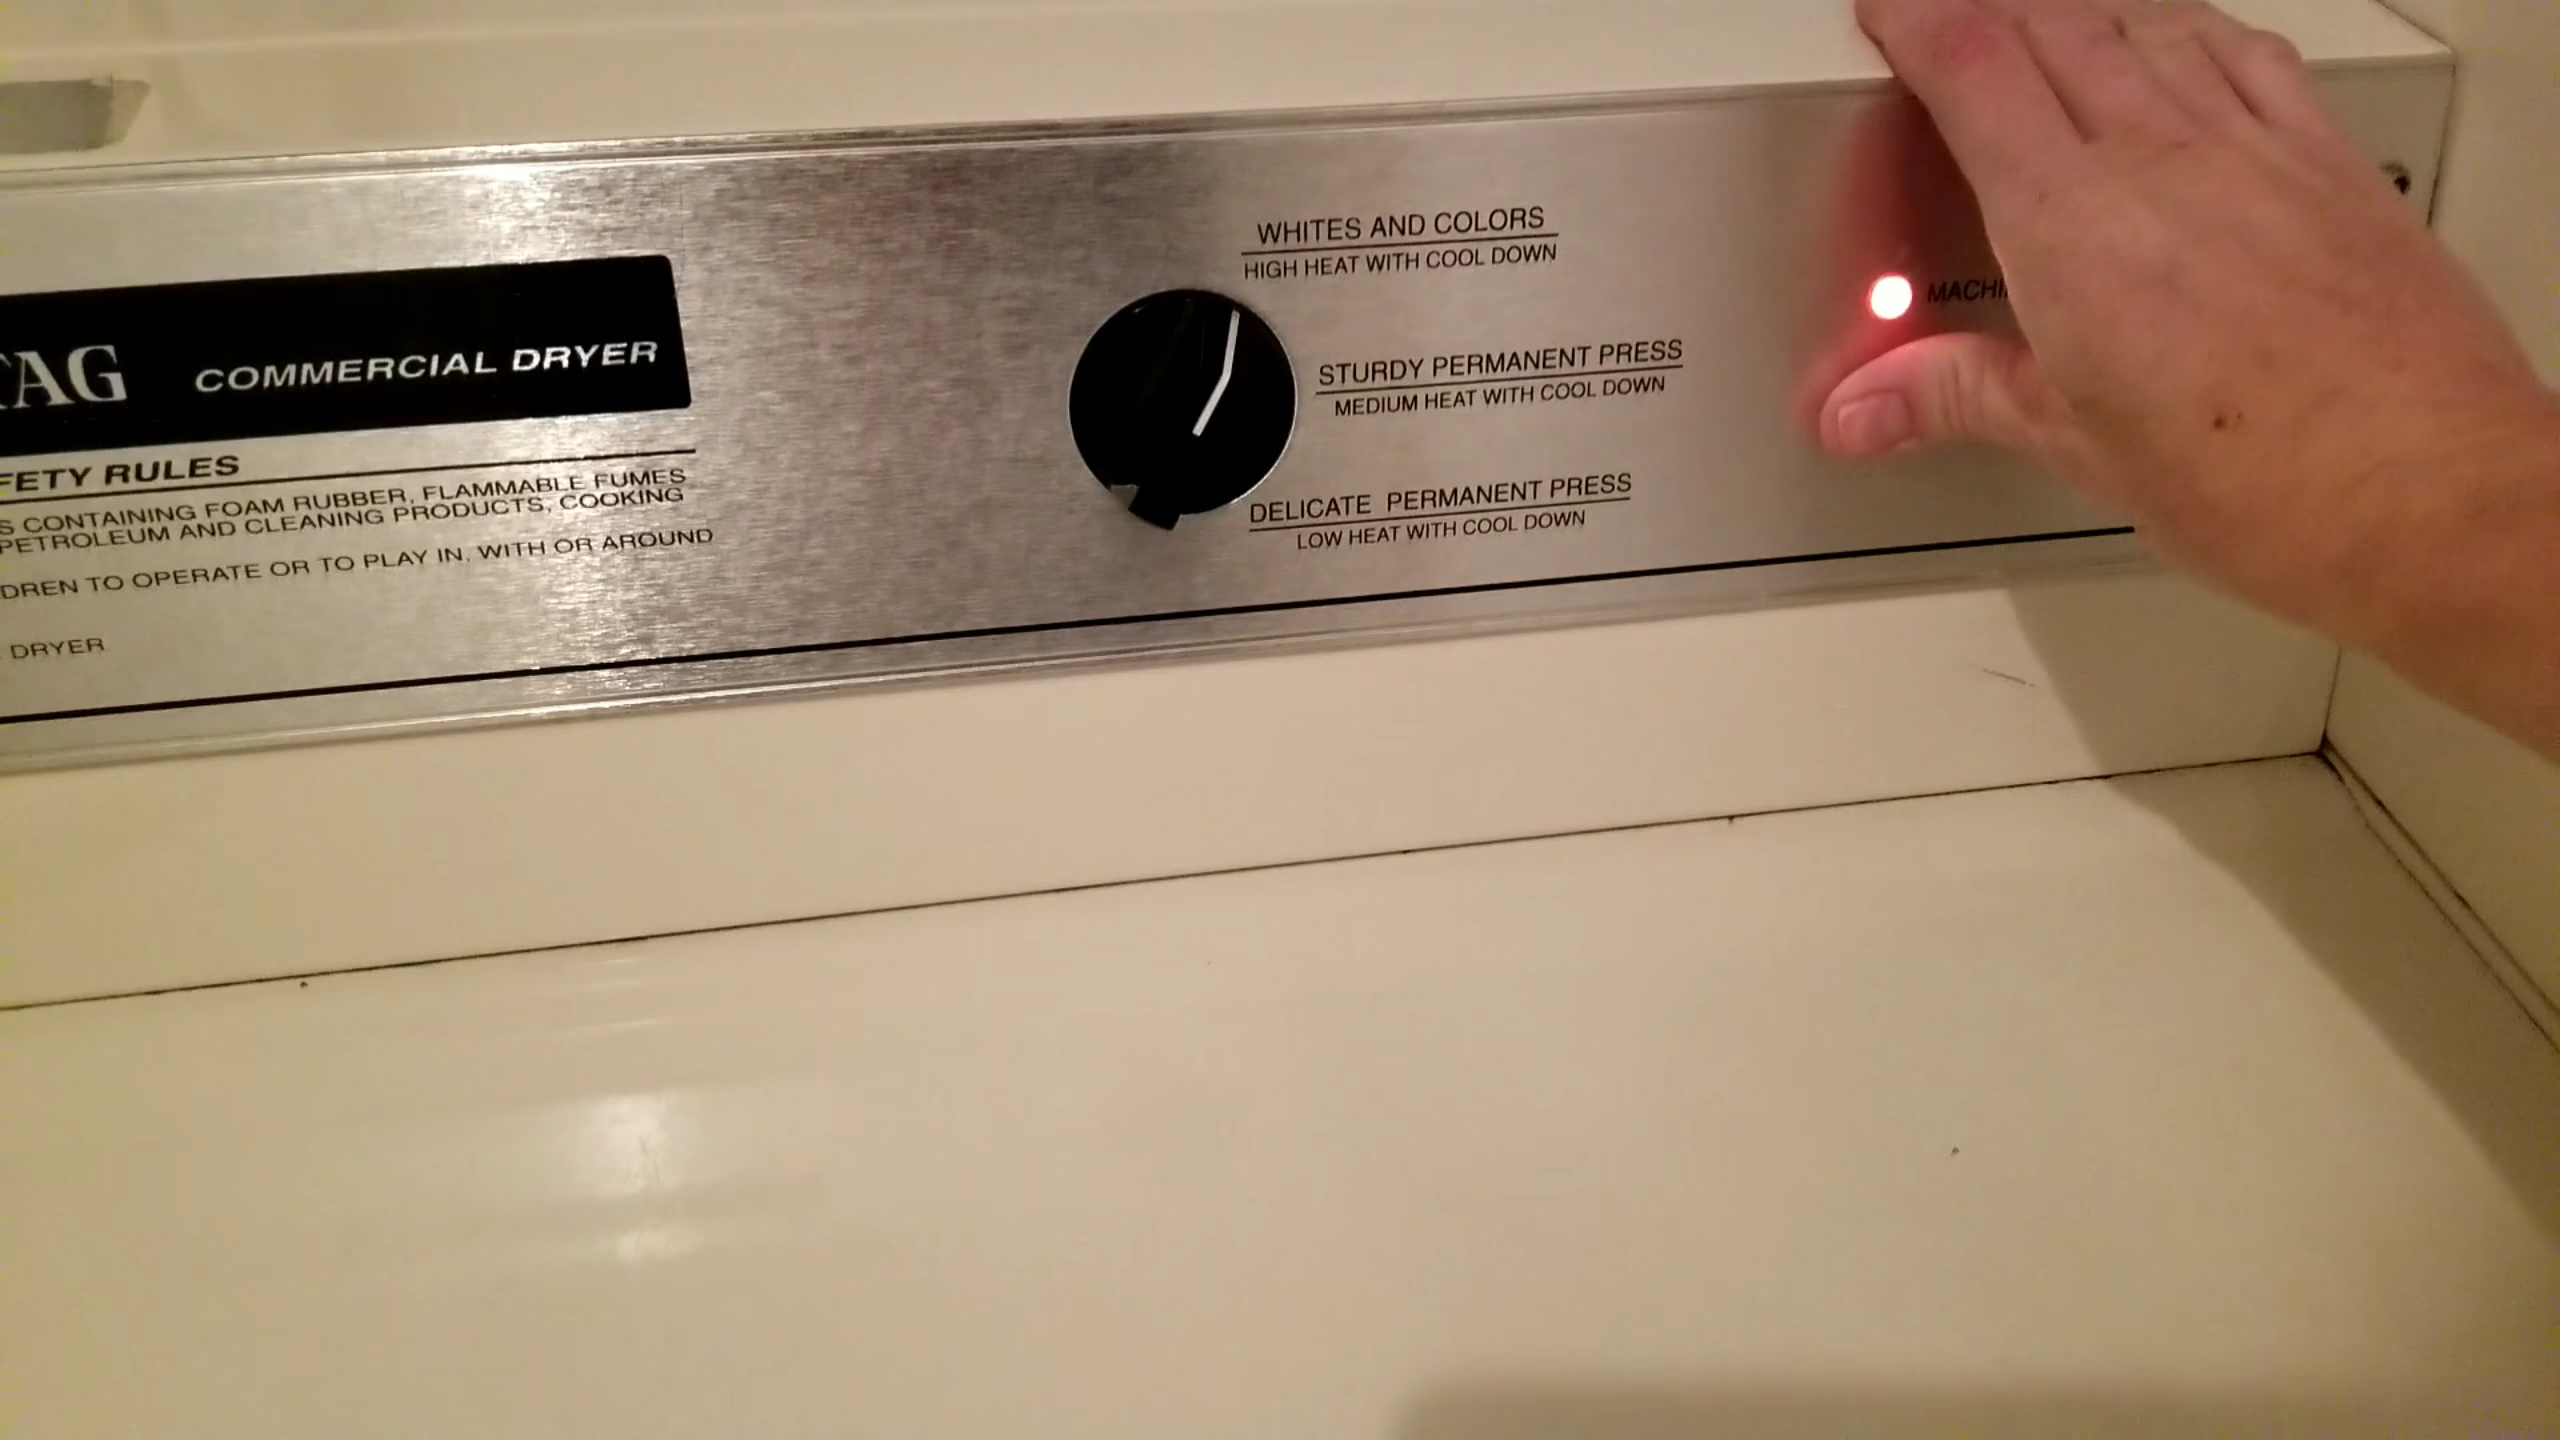 TAG COMMERCIAL DRYER
FETY RULES
S CONTAINING FOAM RUBBER, FLAMMABLE FUMES
PETROLEUM AND CLEANING PRODUCTS, COOKING
DREN TO OPERATE OR TO PLAY IN, WITH OR AROUND
DRYER
WHITES AND COLORS
HIGH HEAT WITH COOL DOWN
STURDY PERMANENT PRESS
MEDIUM HEAT WITH COOL DOWN
DELICATE PERMANENT PRESS
LOW HEAT WITH COOL DOWN
MACHI